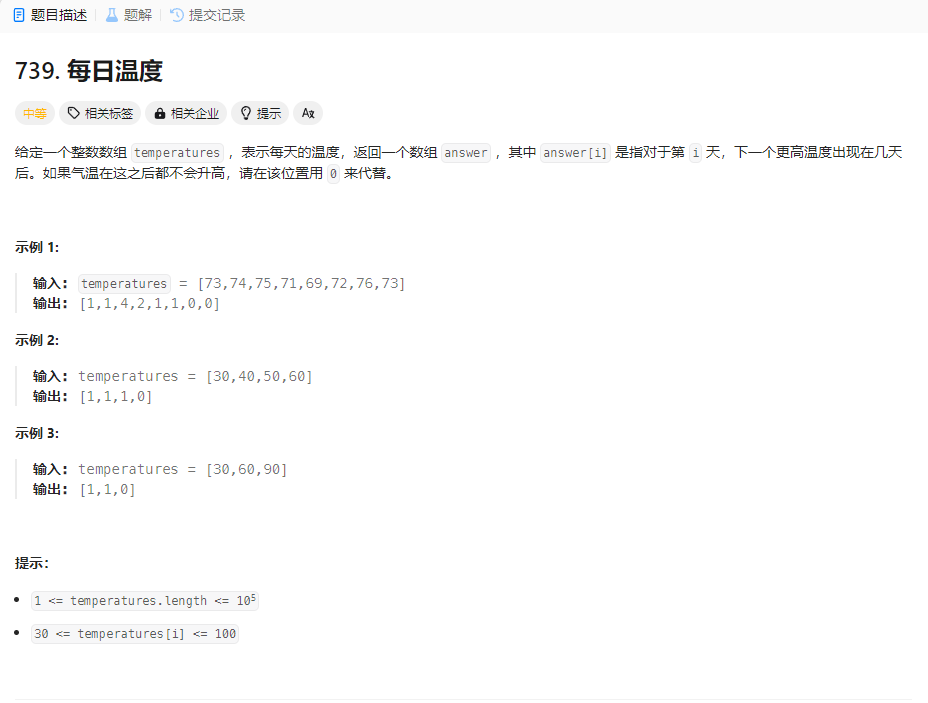 题目描述 题解 提交记录
739. 每日温度
中等 相关标签 相关企业 提示 Aあ
给定一个整数数组 temperatures ，表示每天的温度，返回一个数组 answer ，其中 answer[i] 是指对于第 i 天，下一个更高温度出现在几天
后。如果气温在这之后都不会升高，请在该位置用 0 来代替。
示例 1:
输入: temperatures = [73,74,75,71,69,72,76,73]
输出: [1,1,4,2,1,1,0,0]
示例 2:
输入: temperatures = [30,40,50,60]
输出: [1,1,1,0]
示例 3:
输入: temperatures = [30,60,90]
输出: [1,1,0]
提示：
1 <= temperatures.length <= 10⁵
30 <= temperatures[i] <= 100